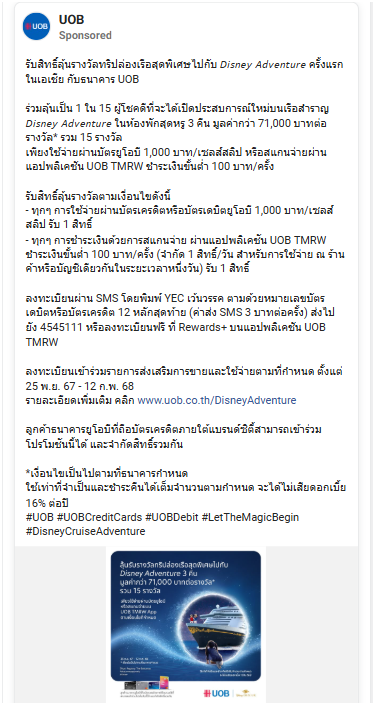 UOB
Sponsored
รับสิทธิ์ลุ้นรางวัลทริปล่องเรือสุดพิเศษไปกับ Disney Adventure ครั้งแรก
ในเอเชีย กับธนาคาร UOB
ร่วมลุ้นเป็น 1 ใน 15 ผู้โชคดีที่จะได้เปิดประสบการณ์ใหม่บนเรือสำราญ
Disney Adventure ในห้องพักสุดหรู 3 คืน มูลค่ากว่า 71,000 บาทต่อ
รางวัล* รวม 15 รางวัล
เพียงใช้จ่ายผ่านบัตรยูโอบี 1,000 บาท/เซลส์สลิป หรือสแกนจ่ายผ่าน
แอปพลิเคชัน UOB TMRW ชำระเงินขั้นต่ำ 100 บาท/ครั้ง
รับสิทธิ์ลุ้นรางวัลตามเงื่อนไขดังนี้
- ทุกๆ การใช้จ่ายผ่านบัตรเครดิตหรือบัตรเดบิตยูโอบี 1,000 บาท/เซลส์
สลิป รับ 1 สิทธิ์
- ทุกๆ การชำระเงินด้วยการสแกนจ่าย ผ่านแอปพลิเคชัน UOB TMRW
ชำระเงินขั้นต่ำ 100 บาท/ครั้ง (จำกัด 1 สิทธิ์/วัน สำหรับการใช้จ่าย ณ ร้าน
ค้าหรือบัญชีเดียวกันในระยะเวลาหนึ่งวัน) รับ 1 สิทธิ์
ลงทะเบียนผ่าน SMS โดยพิมพ์ YEC เว้นวรรค ตามด้วยหมายเลขบัตร
เดบิตหรือบัตรเครดิต 12 หลักสุดท้าย (ค่าส่ง SMS 3 บาทต่อครั้ง) ส่งไป
ยัง 4545111 หรือลงทะเบียนฟรี ที่ Rewards+ บนแอปพลิเคชัน UOB
TMRW
ลงทะเบียนเข้าร่วมรายการส่งเสริมการขายและใช้จ่ายตามที่กำหนด ตั้งแต่
25 พ.ย. 67 - 12 ก.พ. 68
รายละเอียดเพิ่มเติม คลิก www.uob.co.th/DisneyAdventure
ลูกค้าธนาคารยูโอบีที่ถือบัตรเครดิตภายใต้แบรนด์ซิตี้สามารถเข้าร่วม
โปรโมชันนี้ได้ และจำกัดสิทธิ์รวมกัน
*เงื่อนไขเป็นไปตามที่ธนาคารกำหนด
ใช้เท่าที่จำเป็นและชำระคืนได้เต็มจำนวนตามกำหนด จะได้ไม่เสียดอกเบี้ย
16% ต่อปี
#UOB #UOBCreditCards #UOBDebit #LetTheMagicBegin
#DisneyCruiseAdventure
ลุ้นรับรางวัลทริปล่องเรือสุดพิเศษไปกับ
Disney Adventure 3 คืน
มูลค่ากว่า 71,000 บาทต่อรางวัล*
รวม 15 รางวัล
UOB TMRW App
UOB